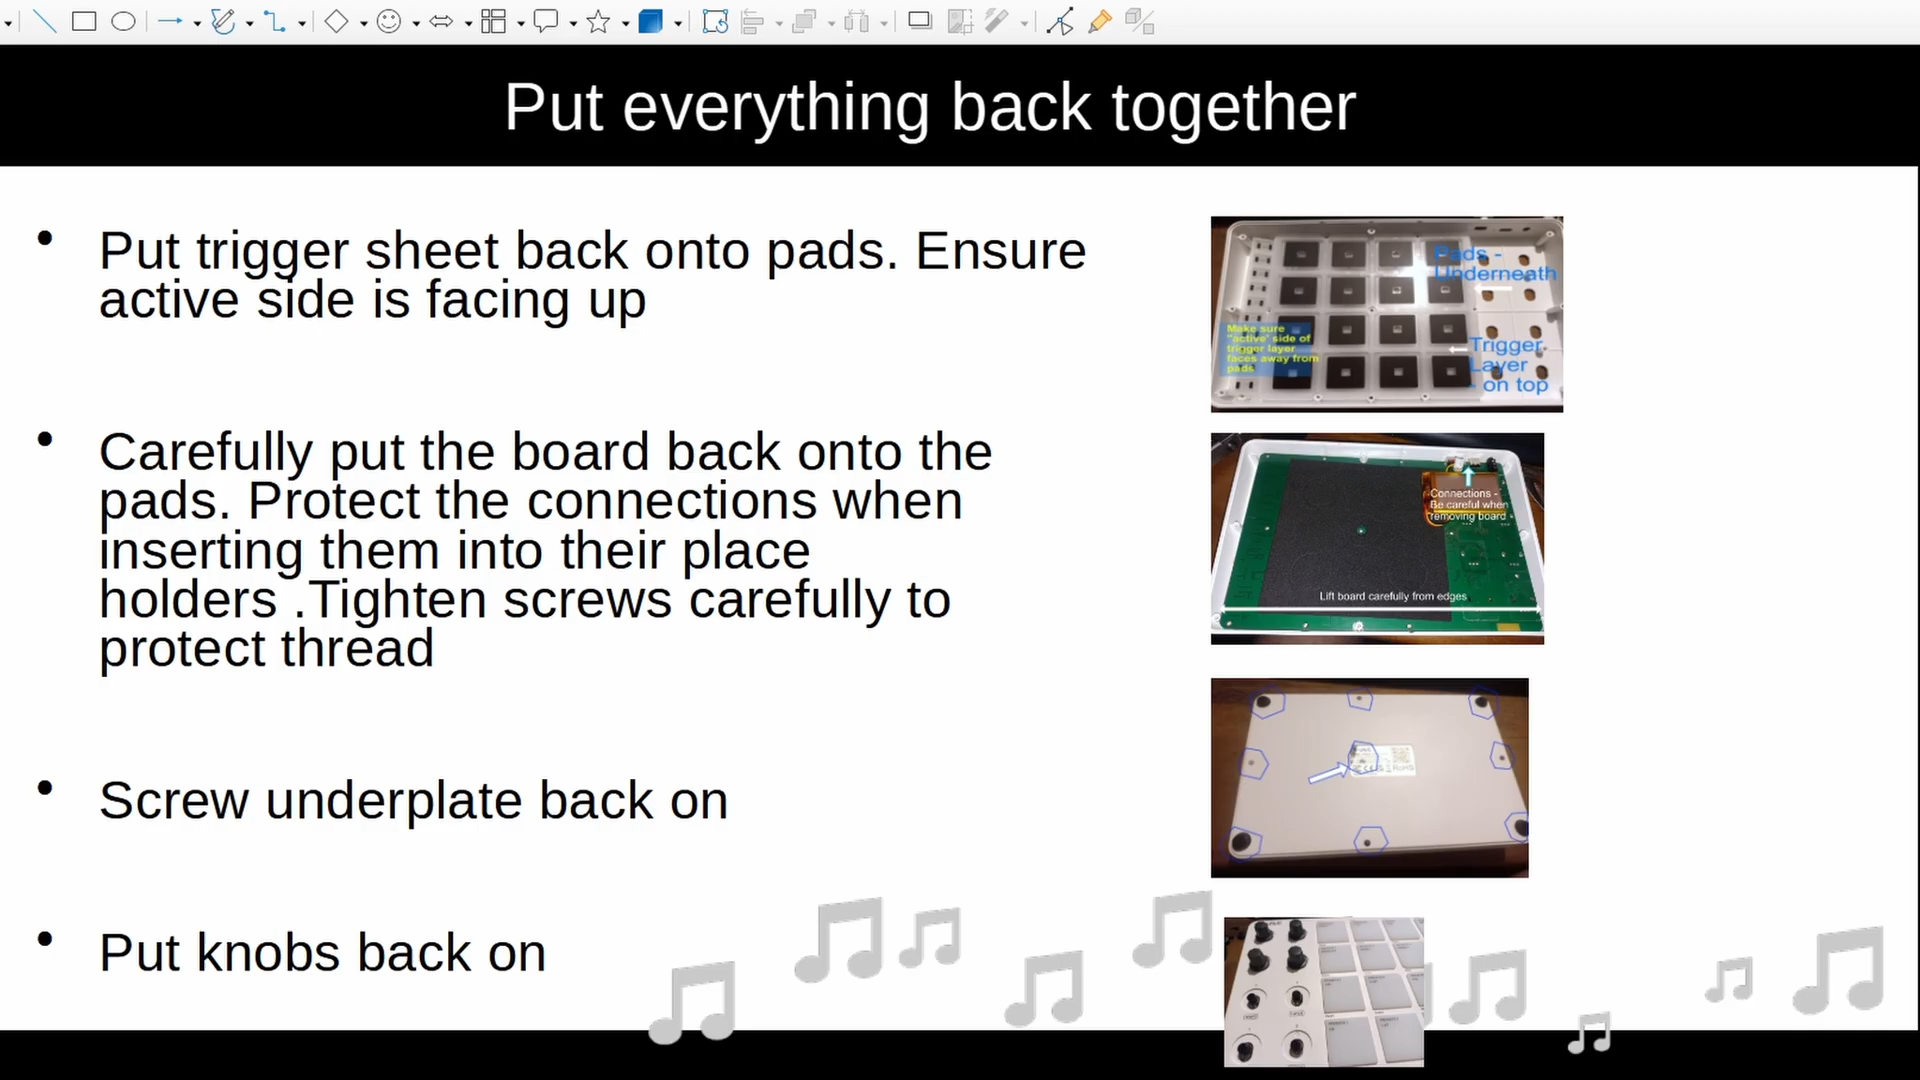 Put everything back together
Put trigger sheet back onto pads. Ensure
active side is facing up
Carefully put the board back onto the
pads. Protect the connections when
inserting them into their place
holders .Tighten screws carefully to
protect thread
Screw underplate back on
Put knobs back on
Pads -
Underneath
Make sure
"active' side of
trigger layer
faces away from
pads
Trigger
Layer
- on top
Connections -
Be careful when
removing board
Lift board carefully from edges